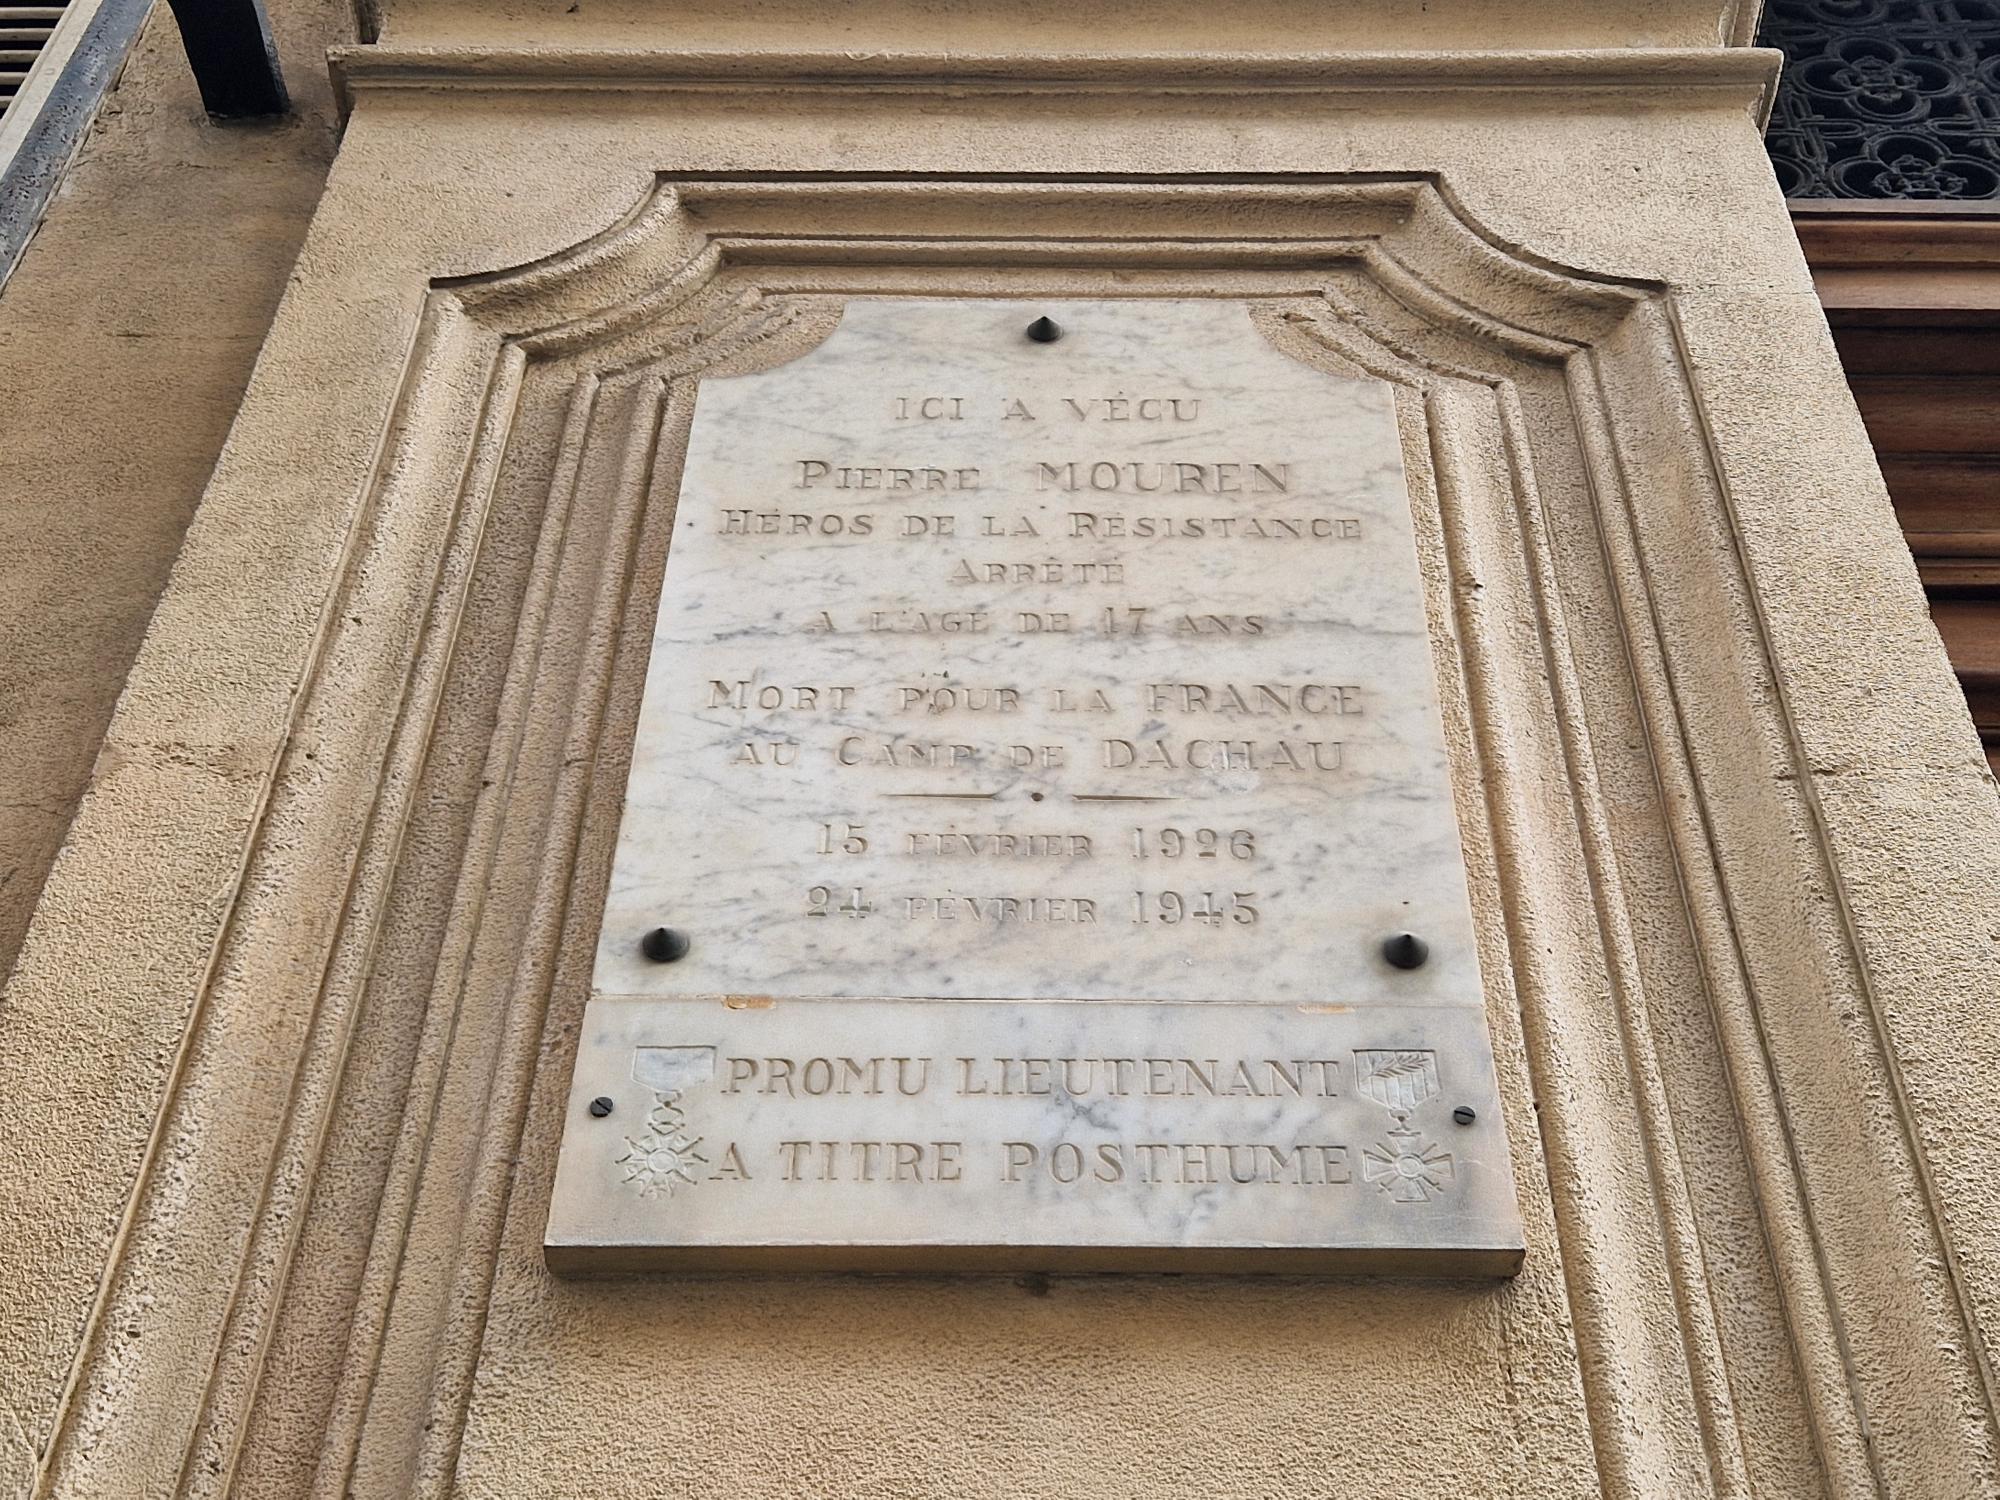 ICI A VÉCU
PIERRE MOUREN
HÉROS DE LA RÉSISTANCE
ARRÊTÉ
A L'AGE DE 17 ANS
MORT POUR LA FRANCE
AU CAMP DE DACHAU
15 FÉVRIER 1926
24 FÉVRIER 1945
PROMU LIEUTENANT
A TITRE POSTHUME